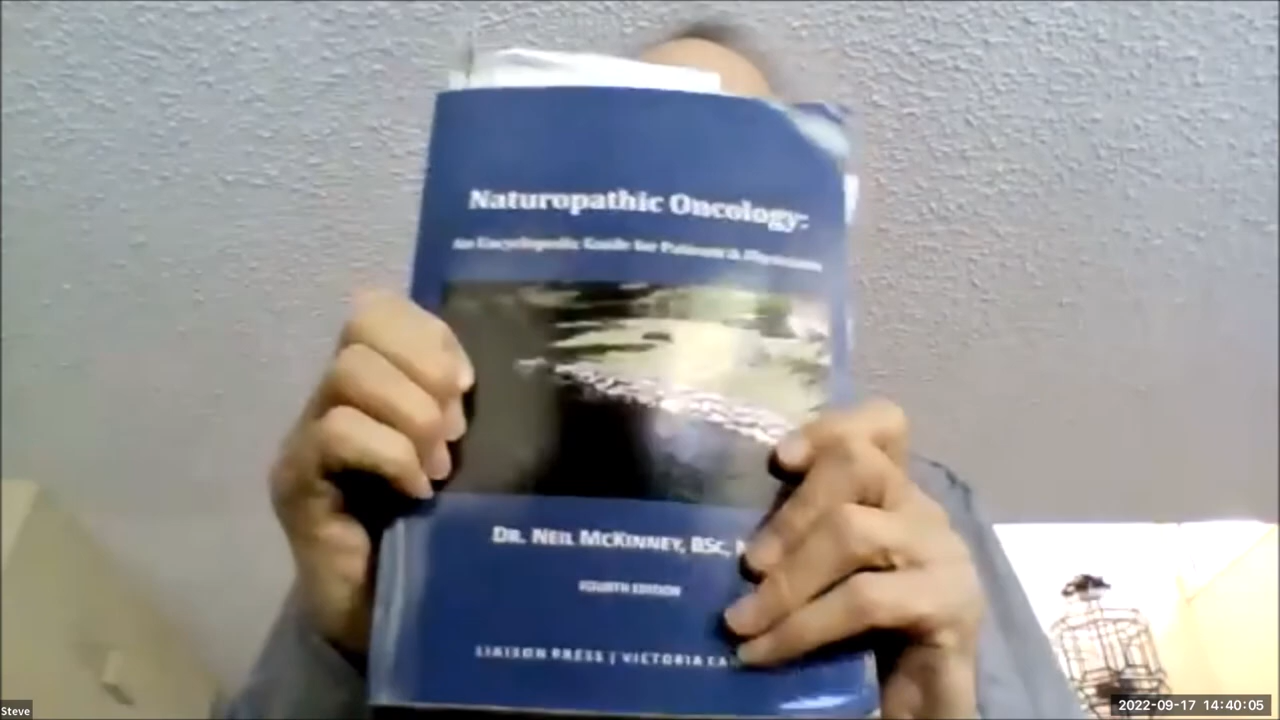 Naturopathic Oncology:
An Encyclopedic Guide for Patients & Physicians
DR. NEIL MCKINNEY, BSC,
FOURTH EDITION
LIAISON PRESS | VICTORIA
Steve
2022-09-17 14:40:05